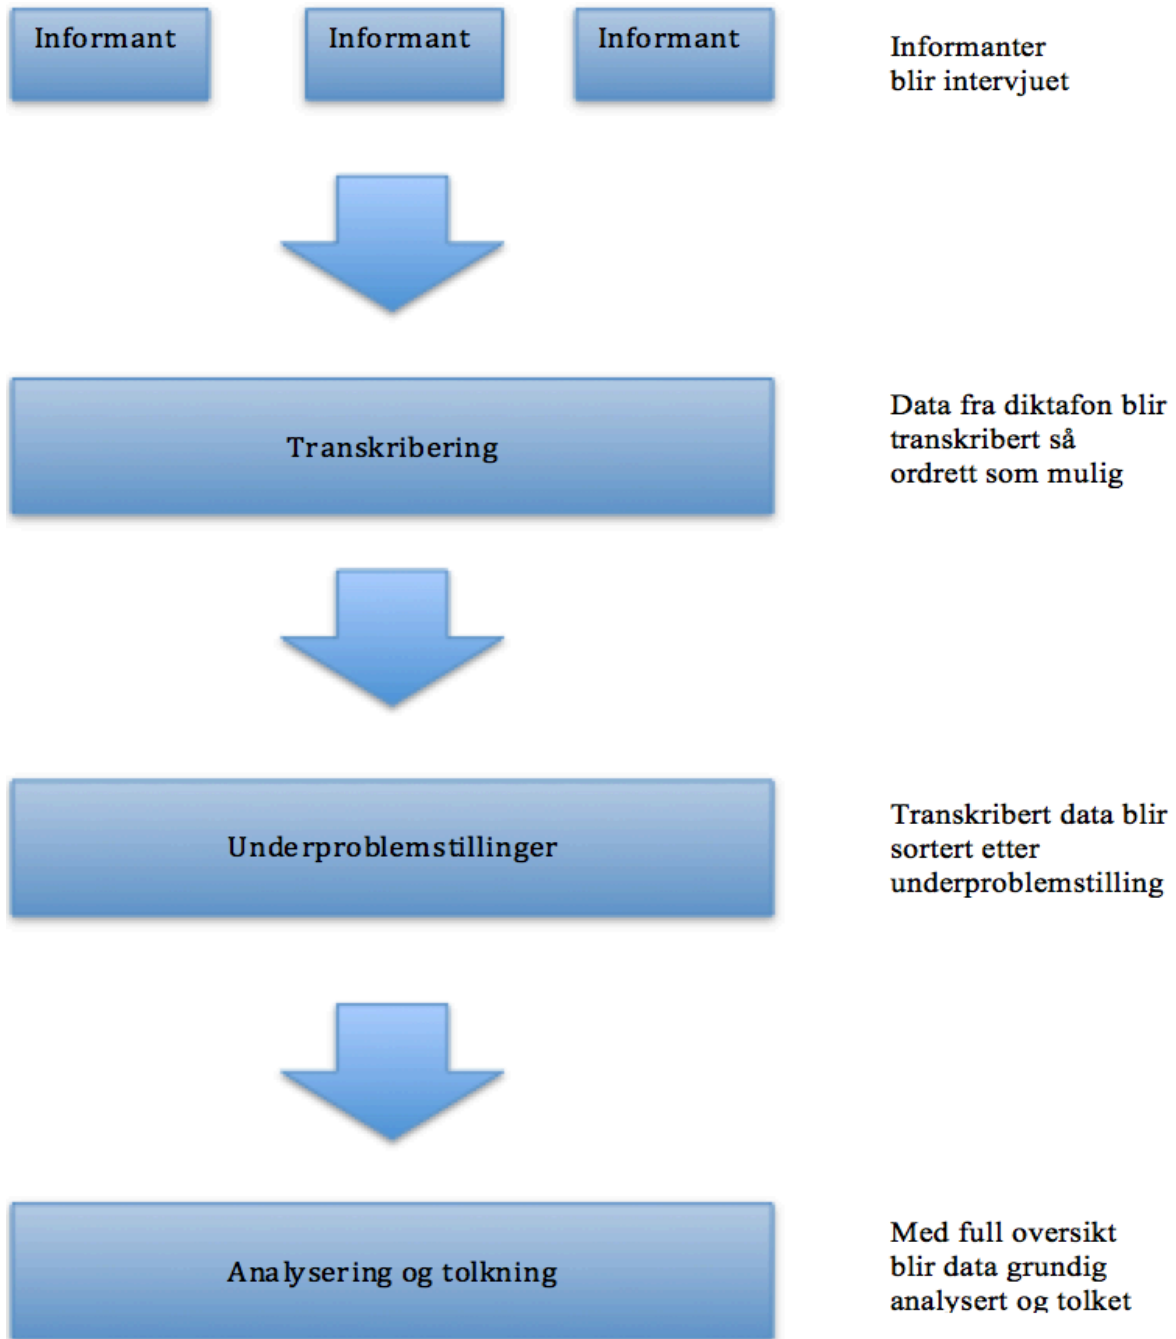 Informant Informant Informant
Informanter
blir intervjuet
Transkribering
Data fra diktafon blir
transkribert så
ordrett som mulig
Underproblemstillinger
Transkribert data blir
sortert etter
underproblemstilling
Analysering og tolkning
Med full oversikt
blir data grundig
analysert og tolket